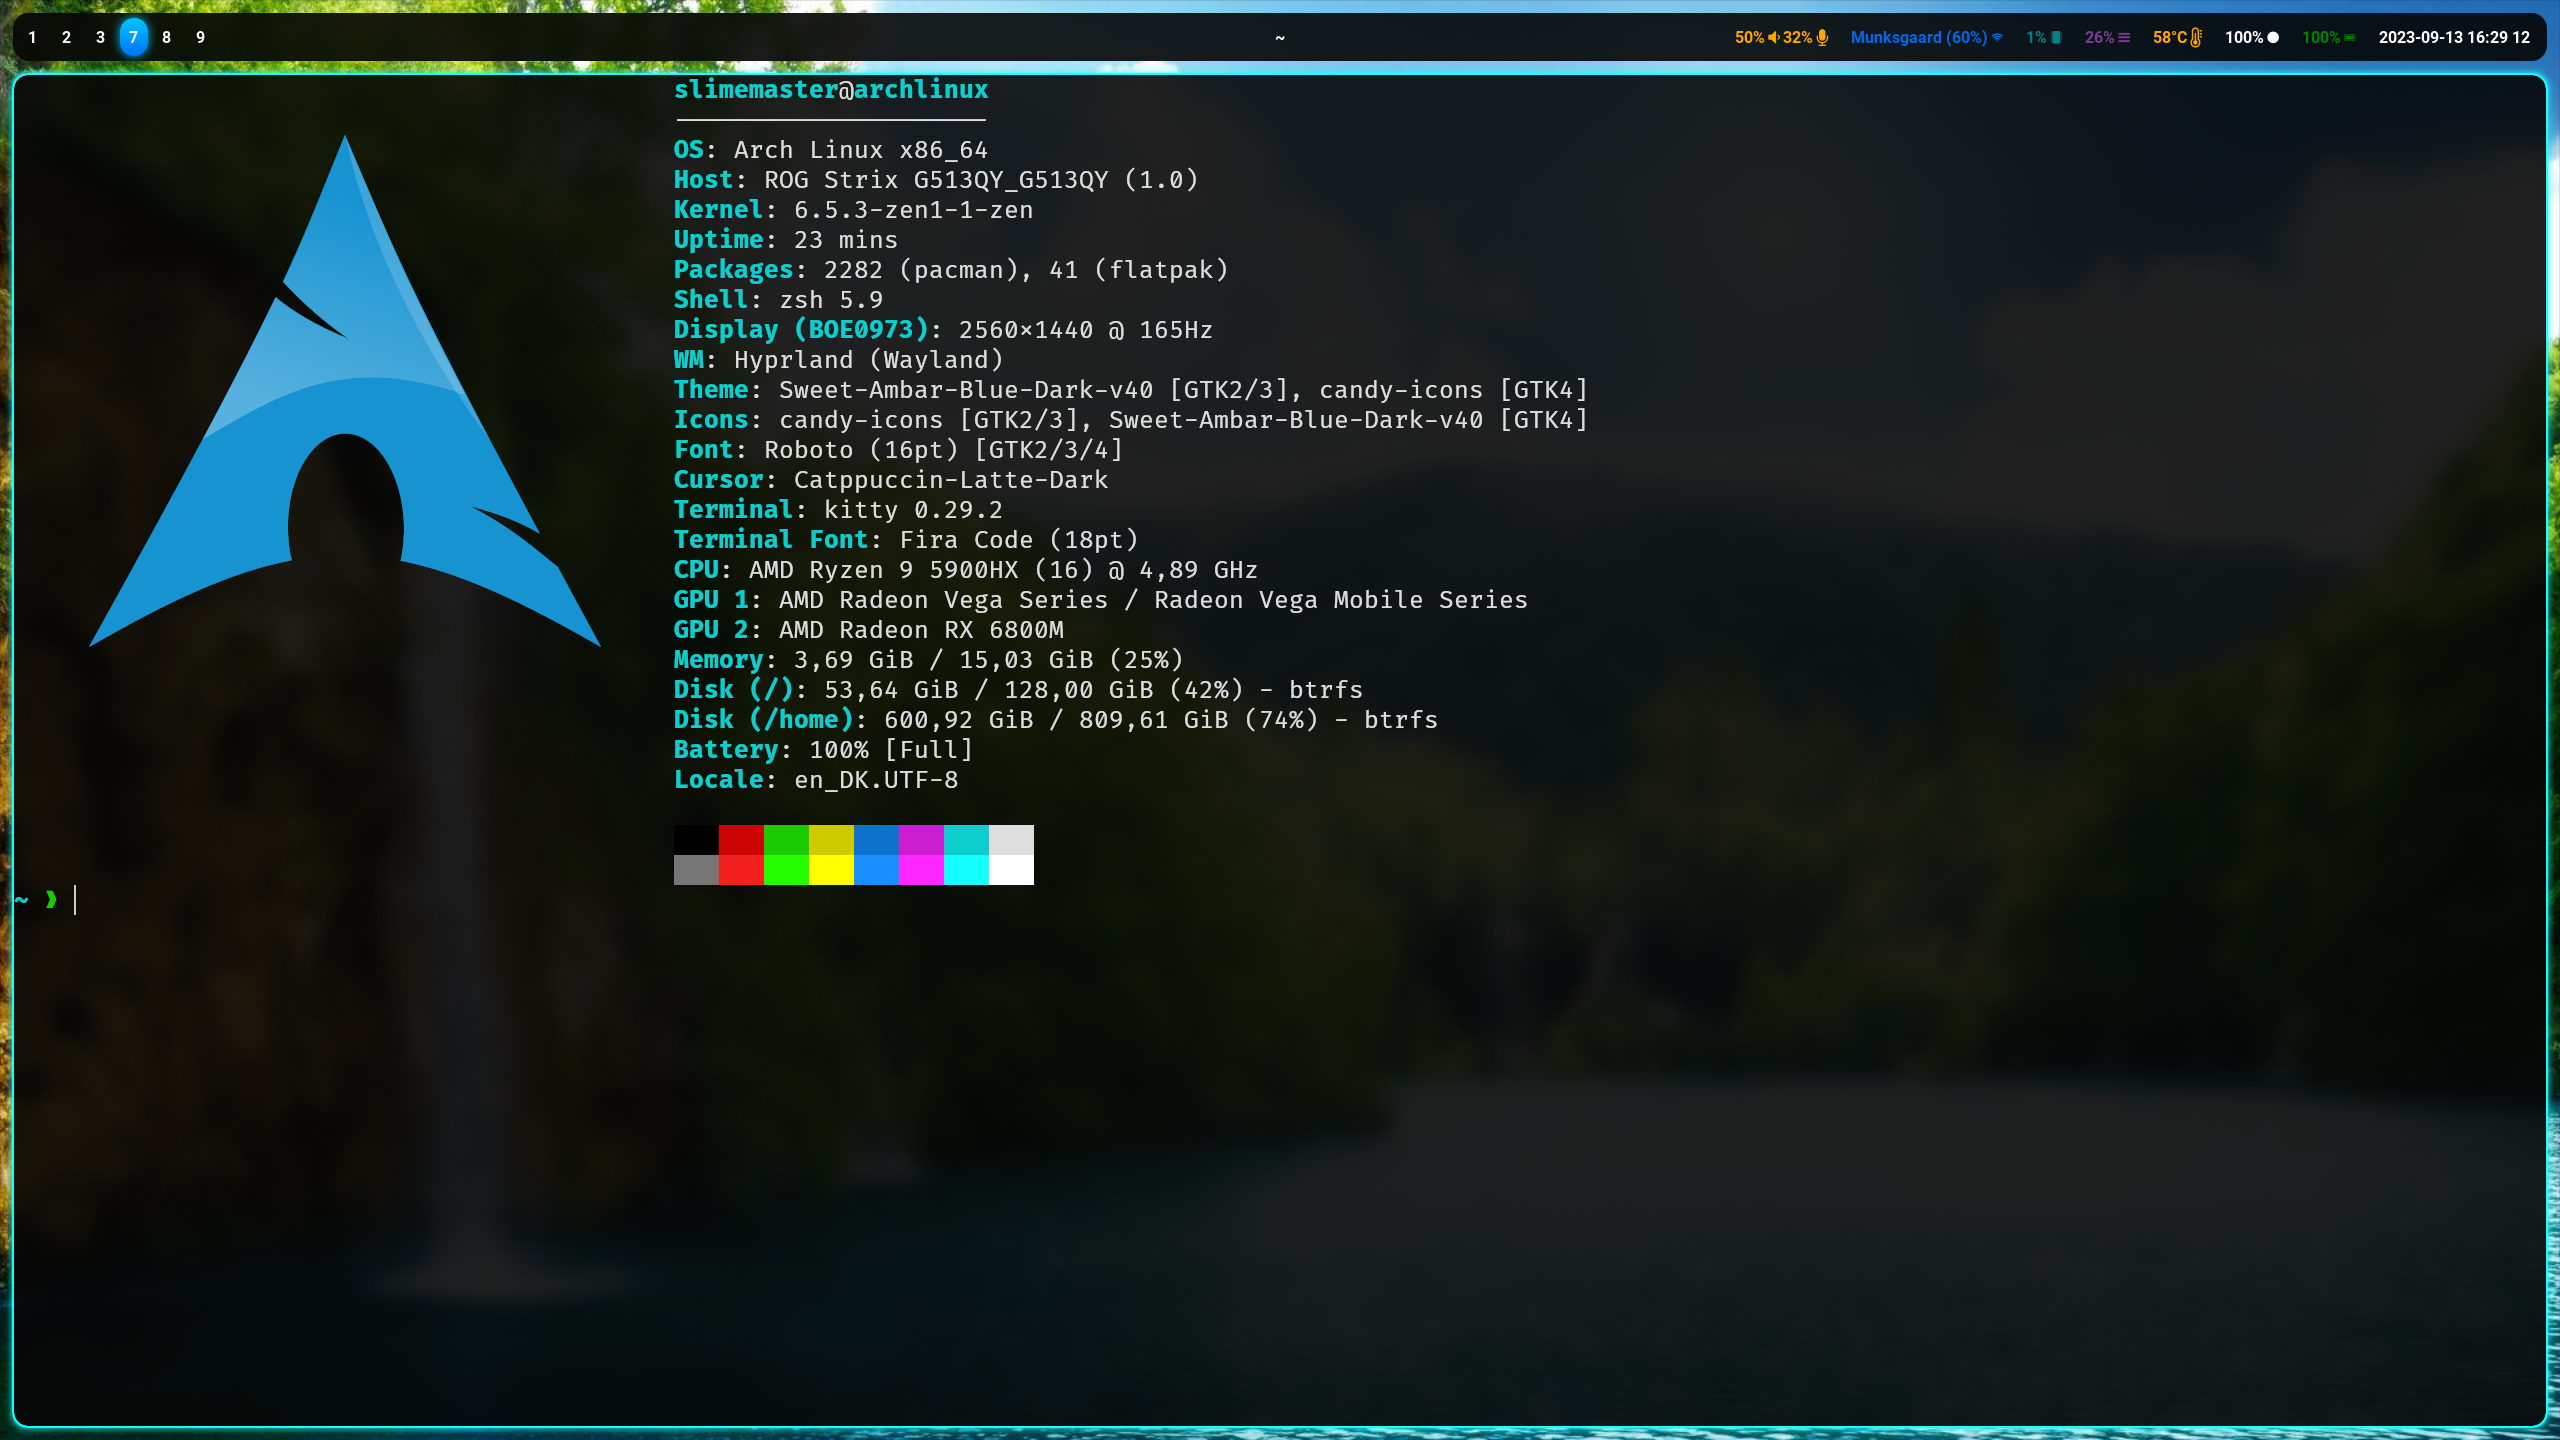 1 2 3 7 8 9 ~ 50% 32% Munksgaard (60%) 1% 26% 58°C 100% 100% 2023-09-13 16:29 12
slimemaster@archlinux
OS: Arch Linux x86_64
Host: ROG Strix G513QY_G513QY (1.0)
Kernel: 6.5.3-zen1-1-zen
Uptime: 23 mins
Packages: 2282 (pacman), 41 (flatpak)
Shell: zsh 5.9
Display (BOE0973): 2560×1440 @ 165Hz
WM: Hyprland (Wayland)
Theme: Sweet-Ambar-Blue-Dark-v40 [GTK2/3], candy-icons [GTK4]
Icons: candy-icons [GTK2/3], Sweet-Ambar-Blue-Dark-v40 [GTK4]
Font: Roboto (16pt) [GTK2/3/4]
Cursor: Catppuccin-Latte-Dark
Terminal: kitty 0.29.2
Terminal Font: Fira Code (18pt)
CPU: AMD Ryzen 9 5900HX (16) @ 4,89 GHz
GPU 1: AMD Radeon Vega Series / Radeon Vega Mobile Series
GPU 2: AMD Radeon RX 6800M
Memory: 3,69 GiB / 15,03 GiB (25%)
Disk (/): 53,64 GiB / 128,00 GiB (42%) - btrfs
Disk (/home): 600,92 GiB / 809,61 GiB (74%) - btrfs
Battery: 100% [Full]
Locale: en_DK.UTF-8
~ ❯